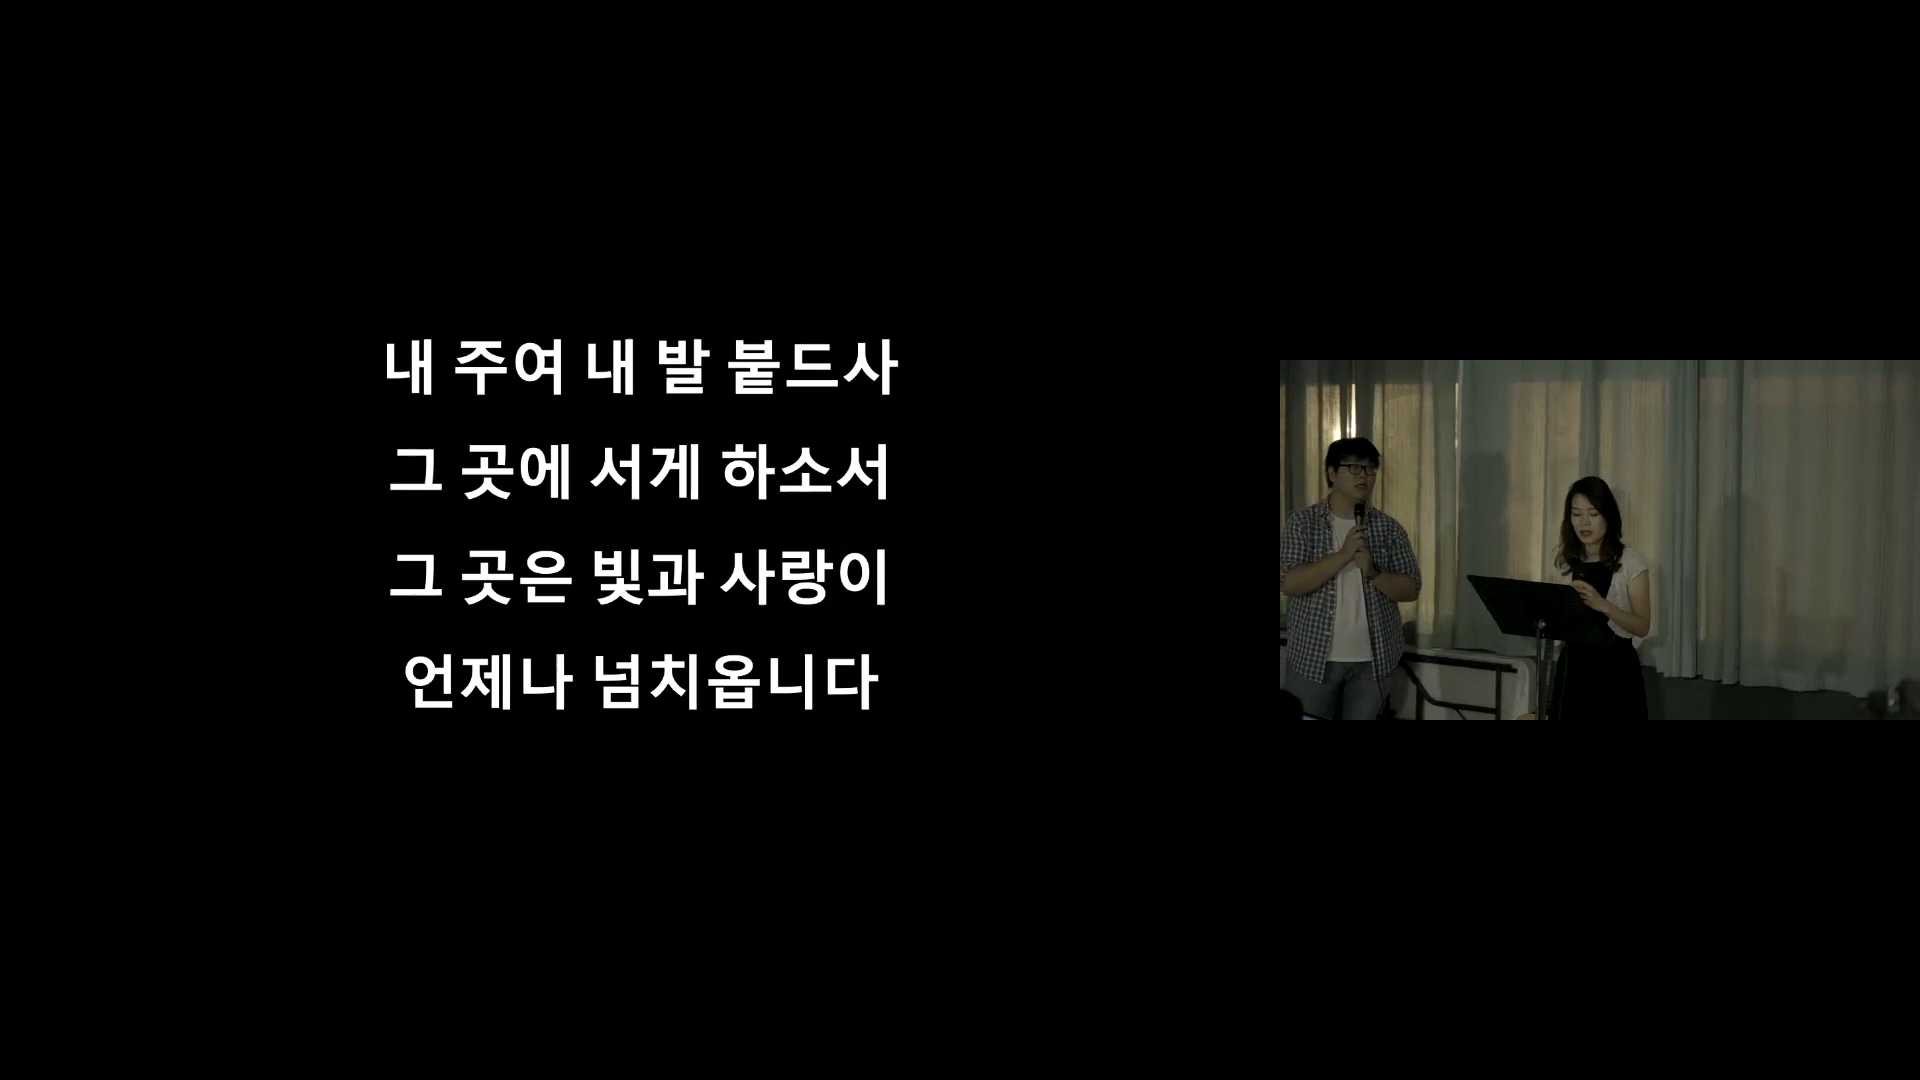 내 주여 내 발 붙드사
그 곳에 서게 하소서
그 곳은 빛과 사랑이
언제나 넘치옵니다